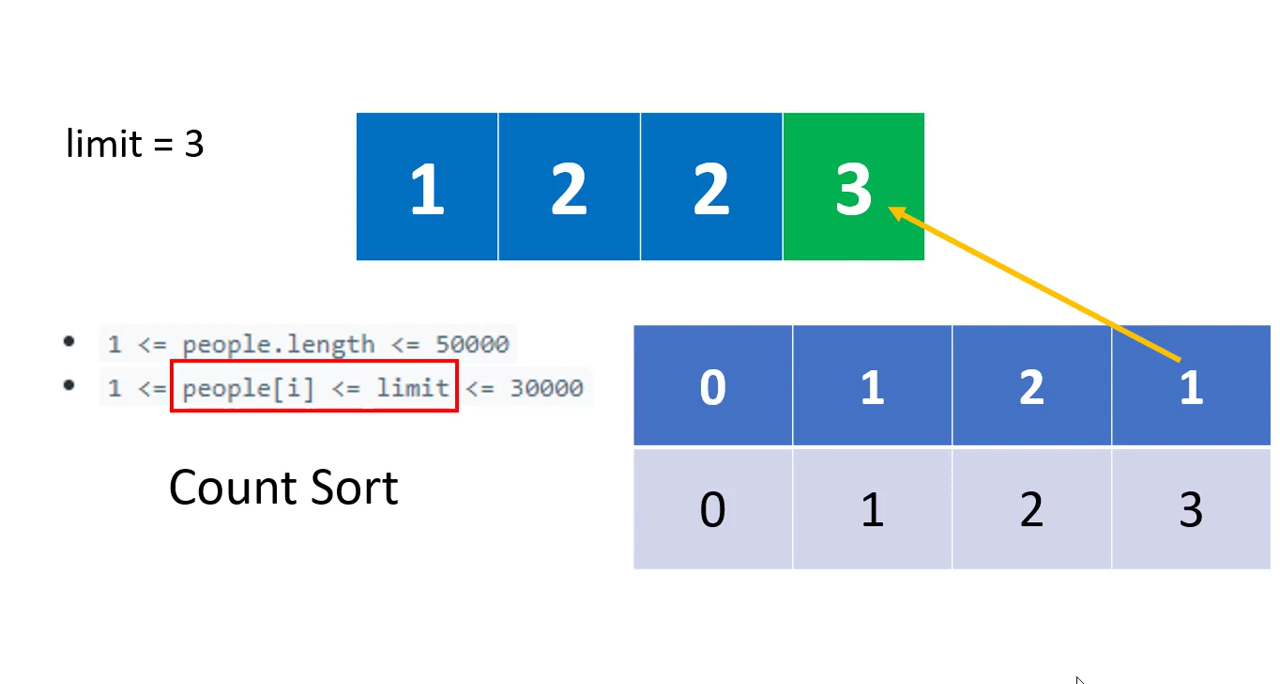 limit = 3
1 2 2 3
• 1 <= people.length <= 50000
• 1 <= people[i] <= limit <= 30000
Count Sort
0 1 2 1
0 1 2 3